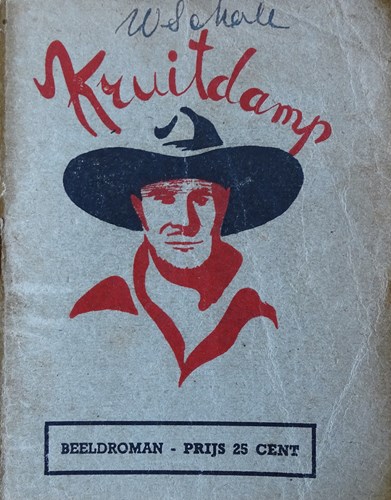 Kruitdamp
BEELDROMAN - PRIJS 25 CENT